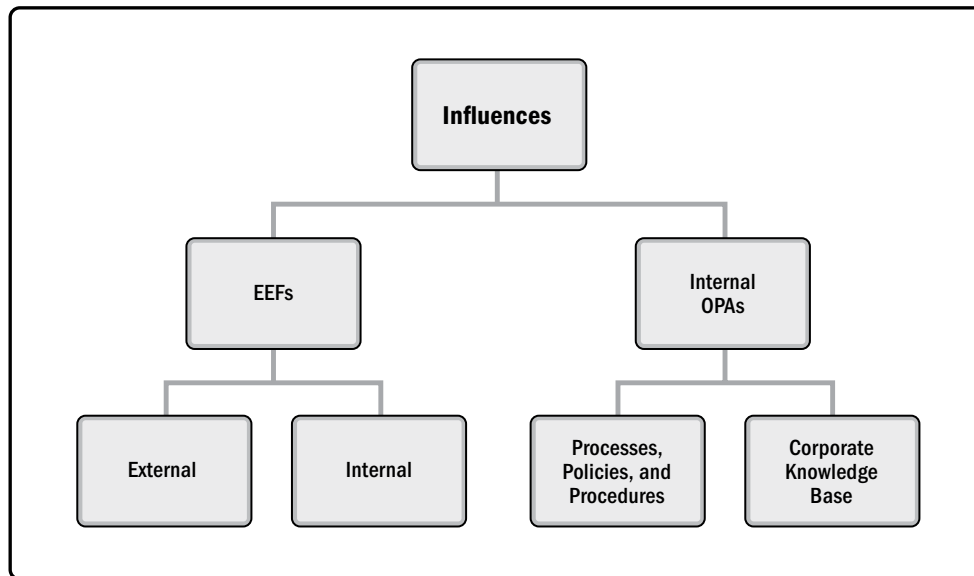 Influences
EEFs
Internal
OPAs
External
Internal
Processes,
Policies, and
Procedures
Corporate
Knowledge
Base